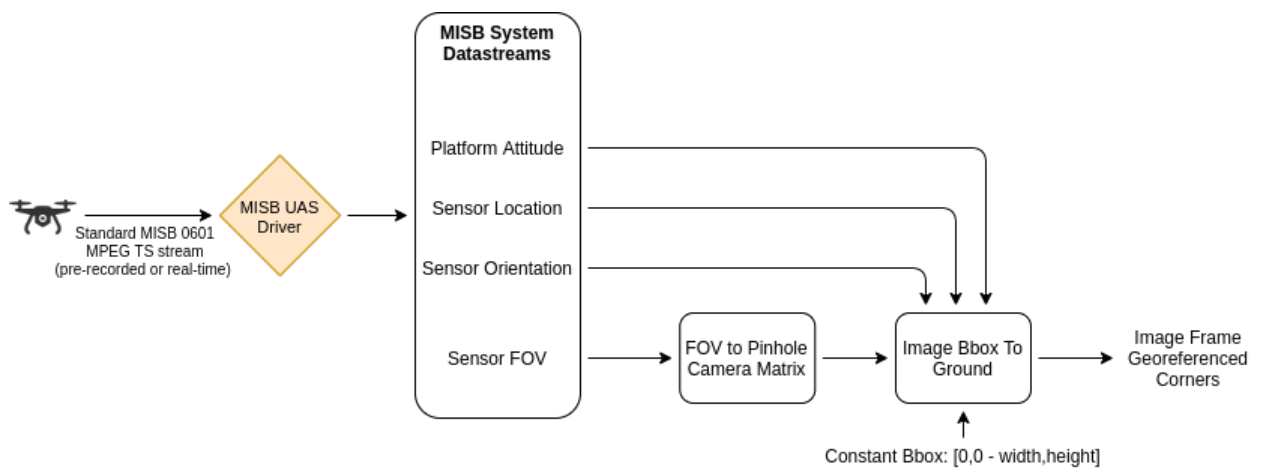 MISB System
Datastreams
Platform Attitude
Sensor Location
Sensor Orientation
Sensor FOV
Standard MISB 0601
MPEG TS stream
(pre-recorded or real-time)
MISB UAS
Driver
FOV to Pinhole
Camera Matrix
Image Bbox To
Ground
Image Frame
Georeferenced
Corners
Constant Bbox: [0,0 - width,height]